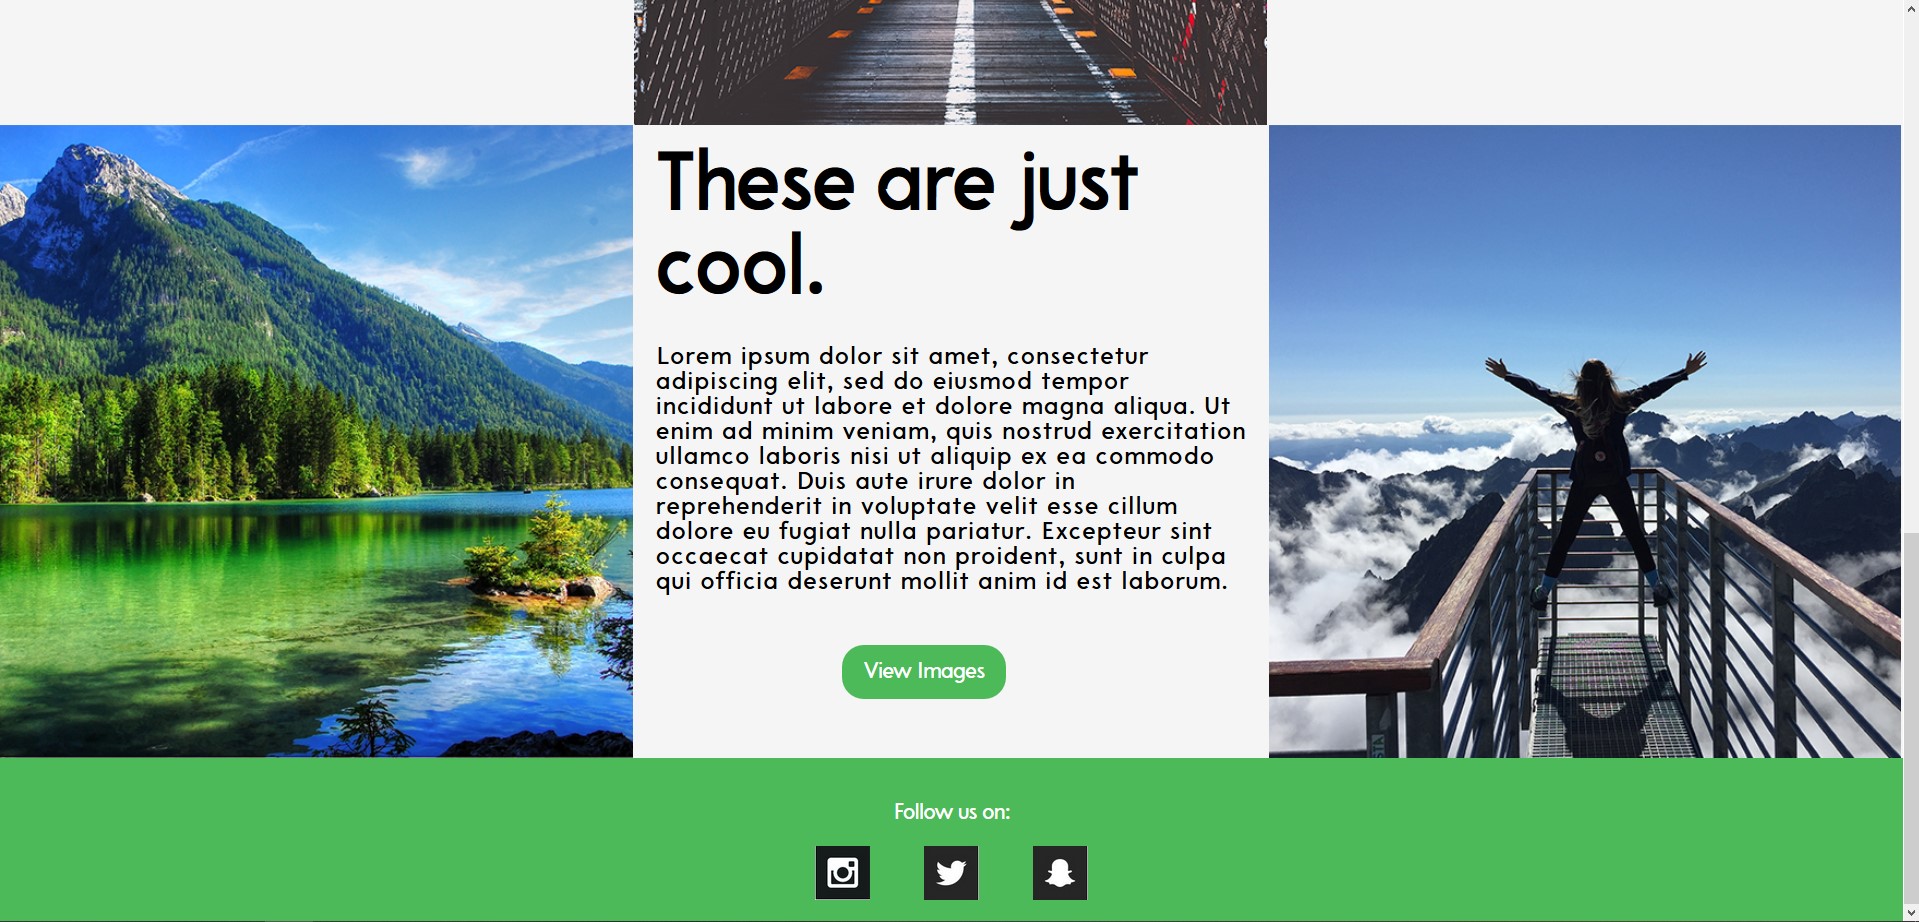 These are just
cool.
Lorem ipsum dolor sit amet, consectetur
adipiscing elit, sed do eiusmod tempor
incididunt ut labore et dolore magna aliqua. Ut
enim ad minim veniam, quis nostrud exercitation
ullamco laboris nisi ut aliquip ex ea commodo
consequat. Duis aute irure dolor in
reprehenderit in voluptate velit esse cillum
dolore eu fugiat nulla pariatur. Excepteur sint
occaecat cupidatat non proident, sunt in culpa
qui officia deserunt mollit anim id est laborum.
View Images
Follow us on: